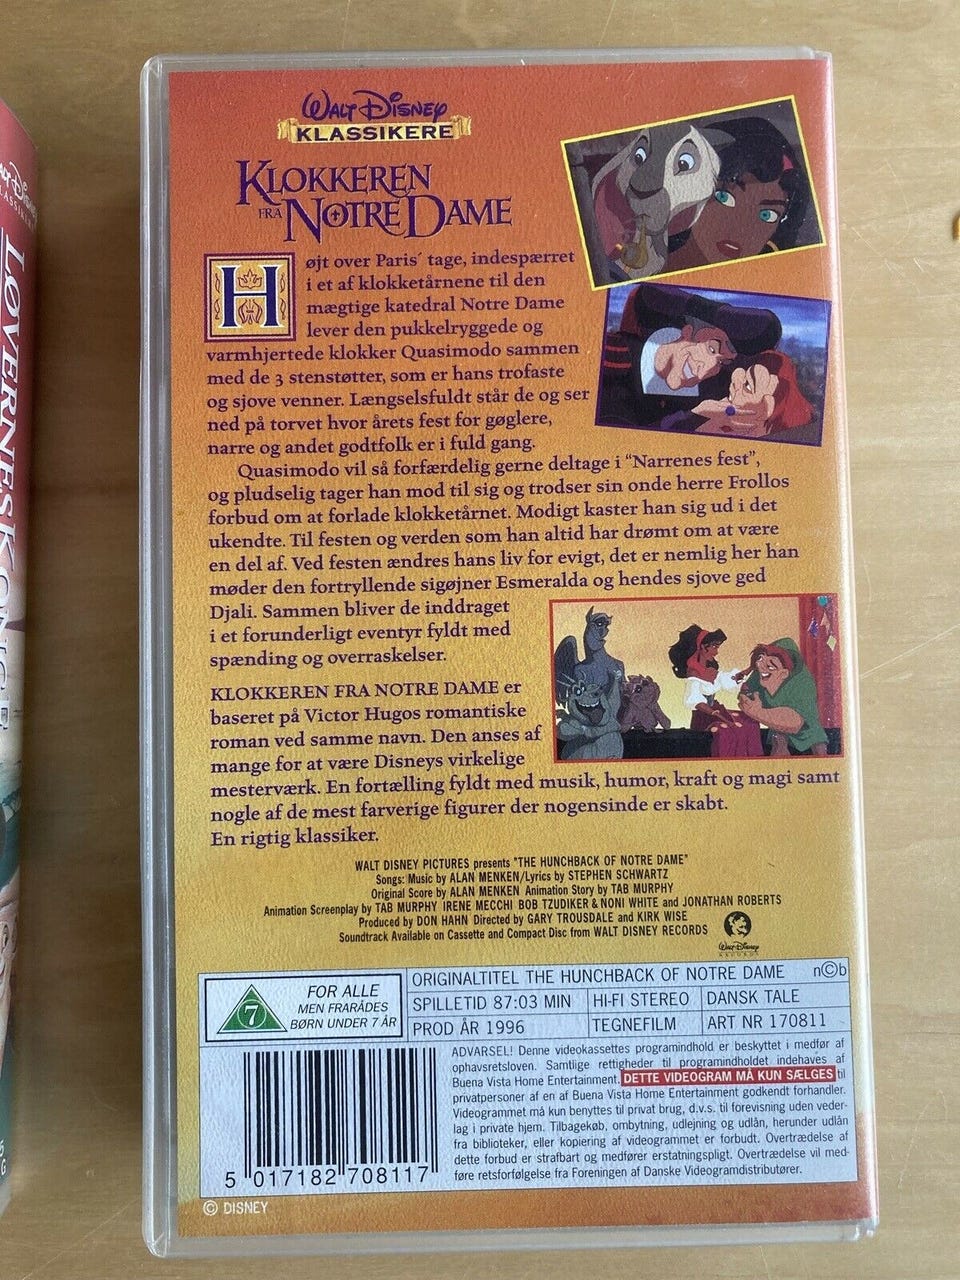 WALT DISNEY
KLASSIKERE
KLOKKEREN
FRA NOTRE DAME
Højt over Paris´ tage, indespærret
i et af klokketårnene til den
mægtige katedral Notre Dame
lever den pukkelryggede og
varmhjertede klokker Quasimodo sammen
med de 3 stenstøtter, som er hans trofaste
og sjove venner. Længselsfuldt står de og ser
ned på torvet hvor årets fest for gøglere,
narre og andet godtfolk er i fuld gang.
Quasimodo vil så forfærdelig gerne deltage i "Narrenes fest",
og pludselig tager han mod til sig og trodser sin onde herre Frollos
forbud om at forlade klokketårnet. Modigt kaster han sig ud i det
ukendte. Til festen og verden som han altid har drømt om at være
en del af. Ved festen ændres hans liv for evigt, det er nemlig her han
møder den fortryllende sigøjner Esmeralda og hendes sjove ged
Djali. Sammen bliver de inddraget
i et forunderligt eventyr fyldt med
spænding og overraskelser.
KLOKKEREN FRA NOTRE DAME er
baseret på Victor Hugos romantiske
roman ved samme navn. Den anses af
mange for at være Disneys virkelige
mesterværk. En fortælling fyldt med musik, humor, kraft og magi samt
nogle af de mest farverige figurer der nogensinde er skabt.
En rigtig klassiker.
WALT DISNEY PICTURES presents "THE HUNCHBACK OF NOTRE DAME"
Songs: Music by ALAN MENKEN/Lyrics by STEPHEN SCHWARTZ
Original Score by ALAN MENKEN Animation Story by TAB MURPHY
Animation Screenplay by TAB MURPHY IRENE MECCHI BOB TZUDIKER & NONI WHITE and JONATHAN ROBERTS
Produced by DON HAHN Directed by GARY TROUSDALE and KIRK WISE
Soundtrack Available on Cassette and Compact Disc from WALT DISNEY RECORDS
Walt Disney
RECORDS
7
FOR ALLE
MEN FRARÅDES
BØRN UNDER 7 ÅR
ORIGINALTITEL THE HUNCHBACK OF NOTRE DAME n©b
SPILLETID 87:03 MIN HI-FI STEREO DANSK TALE
PROD ÅR 1996 TEGNEFILM ART NR 170811
ADVARSEL! Denne videokassettes programindhold er beskyttet i medfør af
ophavsretsloven. Samtlige rettigheder til programindholdet indehaves af
Buena Vista Home Entertainment. DETTE VIDEOGRAM MÅ KUN SÆLGES til
privatpersoner af en af Buena Vista Home Entertainment godkendt forhandler.
Videogrammet må kun benyttes til privat brug, d.v.s. til forevisning uden veder-
lag i private hjem. Tilbagekøb, ombytning, udlejning og udlån, herunder udlån
fra biblioteker, eller kopiering af videogrammet er forbudt. Overtrædelse af
dette forbud er strafbart og medfører erstatningspligt. Overtrædelse vil med-
føre retsforfølgelse fra Foreningen af Danske Videogramdistributører.
5 017182 708117
© DISNEY
LØVERNES KONGE